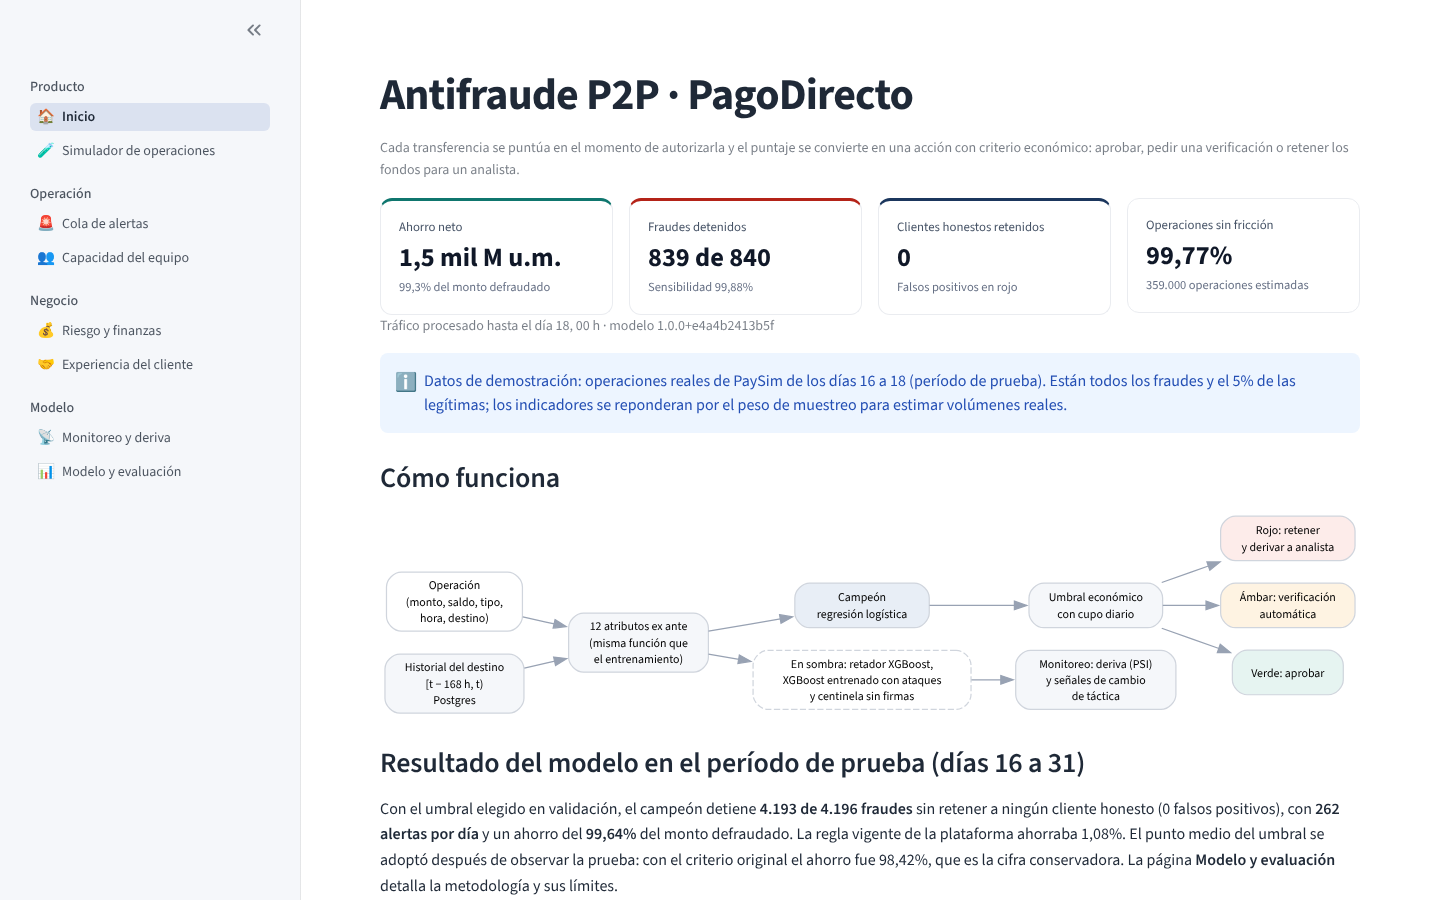 Producto
🏠 Inicio
🧪 Simulador de operaciones
Operación
🚨 Cola de alertas
👥 Capacidad del equipo
Negocio
💰 Riesgo y finanzas
🤝 Experiencia del cliente
Modelo
📡 Monitoreo y deriva
📊 Modelo y evaluación
Antifraude P2P · PagoDirecto
Cada transferencia se puntúa en el momento de autorizarla y el puntaje se convierte en una acción con criterio económico: aprobar, pedir una verificación o retener los
fondos para un analista.
Ahorro neto
1,5 mil M u.m.
99,3% del monto defraudado
Fraudes detenidos
839 de 840
Sensibilidad 99,88%
Clientes honestos retenidos
0
Falsos positivos en rojo
Operaciones sin fricción
99,77%
359.000 operaciones estimadas
Tráfico procesado hasta el día 18, 00 h · modelo 1.0.0+e4a4b2413b5f
ℹ️ Datos de demostración: operaciones reales de PaySim de los días 16 a 18 (período de prueba). Están todos los fraudes y el 5% de las
legítimas; los indicadores se reponderan por el peso de muestreo para estimar volúmenes reales.
Cómo funciona
Operación
(monto, saldo, tipo,
hora, destino)
Historial del destino
[t − 168 h, t)
Postgres
12 atributos ex ante
(misma función que
el entrenamiento)
Campeón
regresión logística
En sombra: retador XGBoost,
XGBoost entrenado con ataques
y centinela sin firmas
Umbral económico
con cupo diario
Monitoreo: deriva (PSI)
y señales de cambio
de táctica
Rojo: retener
y derivar a analista
Ámbar: verificación
automática
Verde: aprobar
Resultado del modelo en el período de prueba (días 16 a 31)
Con el umbral elegido en validación, el campeón detiene 4.193 de 4.196 fraudes sin retener a ningún cliente honesto (0 falsos positivos), con 262
alertas por día y un ahorro del 99,64% del monto defraudado. La regla vigente de la plataforma ahorraba 1,08%. El punto medio del umbral se
adoptó después de observar la prueba: con el criterio original el ahorro fue 98,42%, que es la cifra conservadora. La página Modelo y evaluación
detalla la metodología y sus límites.